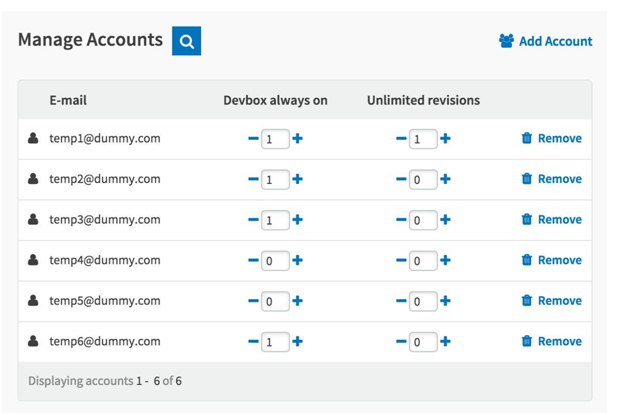 Manage Accounts Add Account
E-mail Devbox always on Unlimited revisions
temp1@dummy.com 1 1 Remove
temp2@dummy.com 1 0 Remove
temp3@dummy.com 1 0 Remove
temp4@dummy.com 0 0 Remove
temp5@dummy.com 0 0 Remove
temp6@dummy.com 1 0 Remove
Displaying accounts 1 - 6 of 6